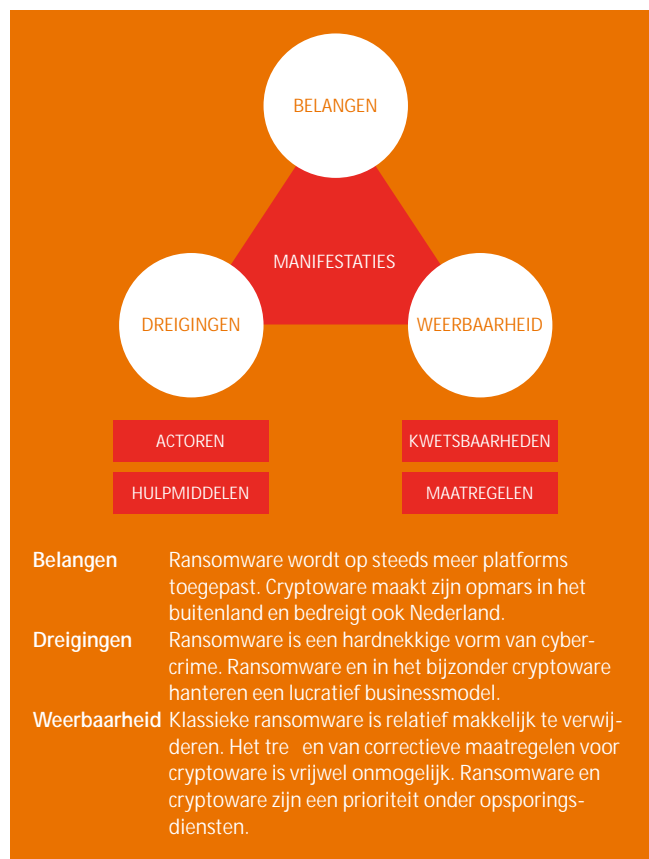 BELANGEN
MANIFESTATIES
DREIGINGEN
WEERBAARHEID
ACTOREN
KWETSBAARHEDEN
HULPMIDDELEN
MAATREGELEN
Belangen Ransomware wordt op steeds meer platforms
toegepast. Cryptoware maakt zijn opmars in het
buitenland en bedreigt ook Nederland.
Dreigingen Ransomware is een hardnekkige vorm van cyber-
crime. Ransomware en in het bijzonder cryptoware
hanteren een lucratief businessmodel.
Weerbaarheid Klassieke ransomware is relatief makkelijk te verwij-
deren. Het tre en van correctieve maatregelen voor
cryptoware is vrijwel onmogelijk. Ransomware en
cryptoware zijn een prioriteit onder opsporings-
diensten.